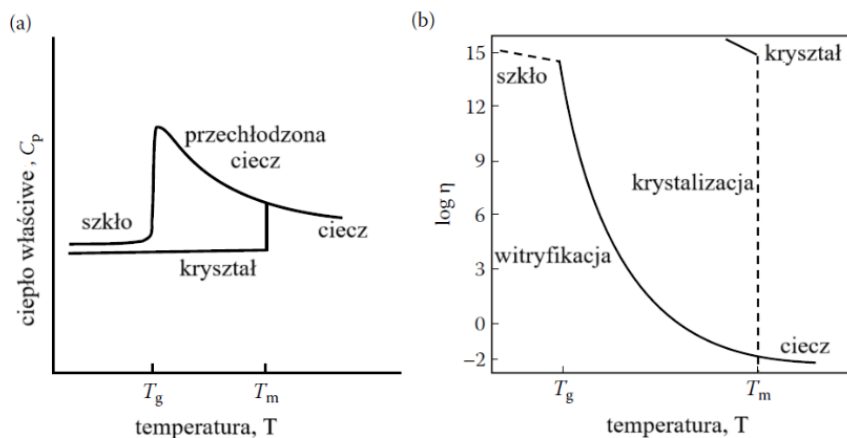 (a)
ciepło właściwe , Cp
przechłodzona
ciecz
szkło
ciecz
kryształ
Tg
Tm
temperatura, T
(b)
log η
15
12
9
6
3
0
−2
szkło
kryształ
krystalizacja
witryfikacja
ciecz
Tg
Tm
temperatura, T